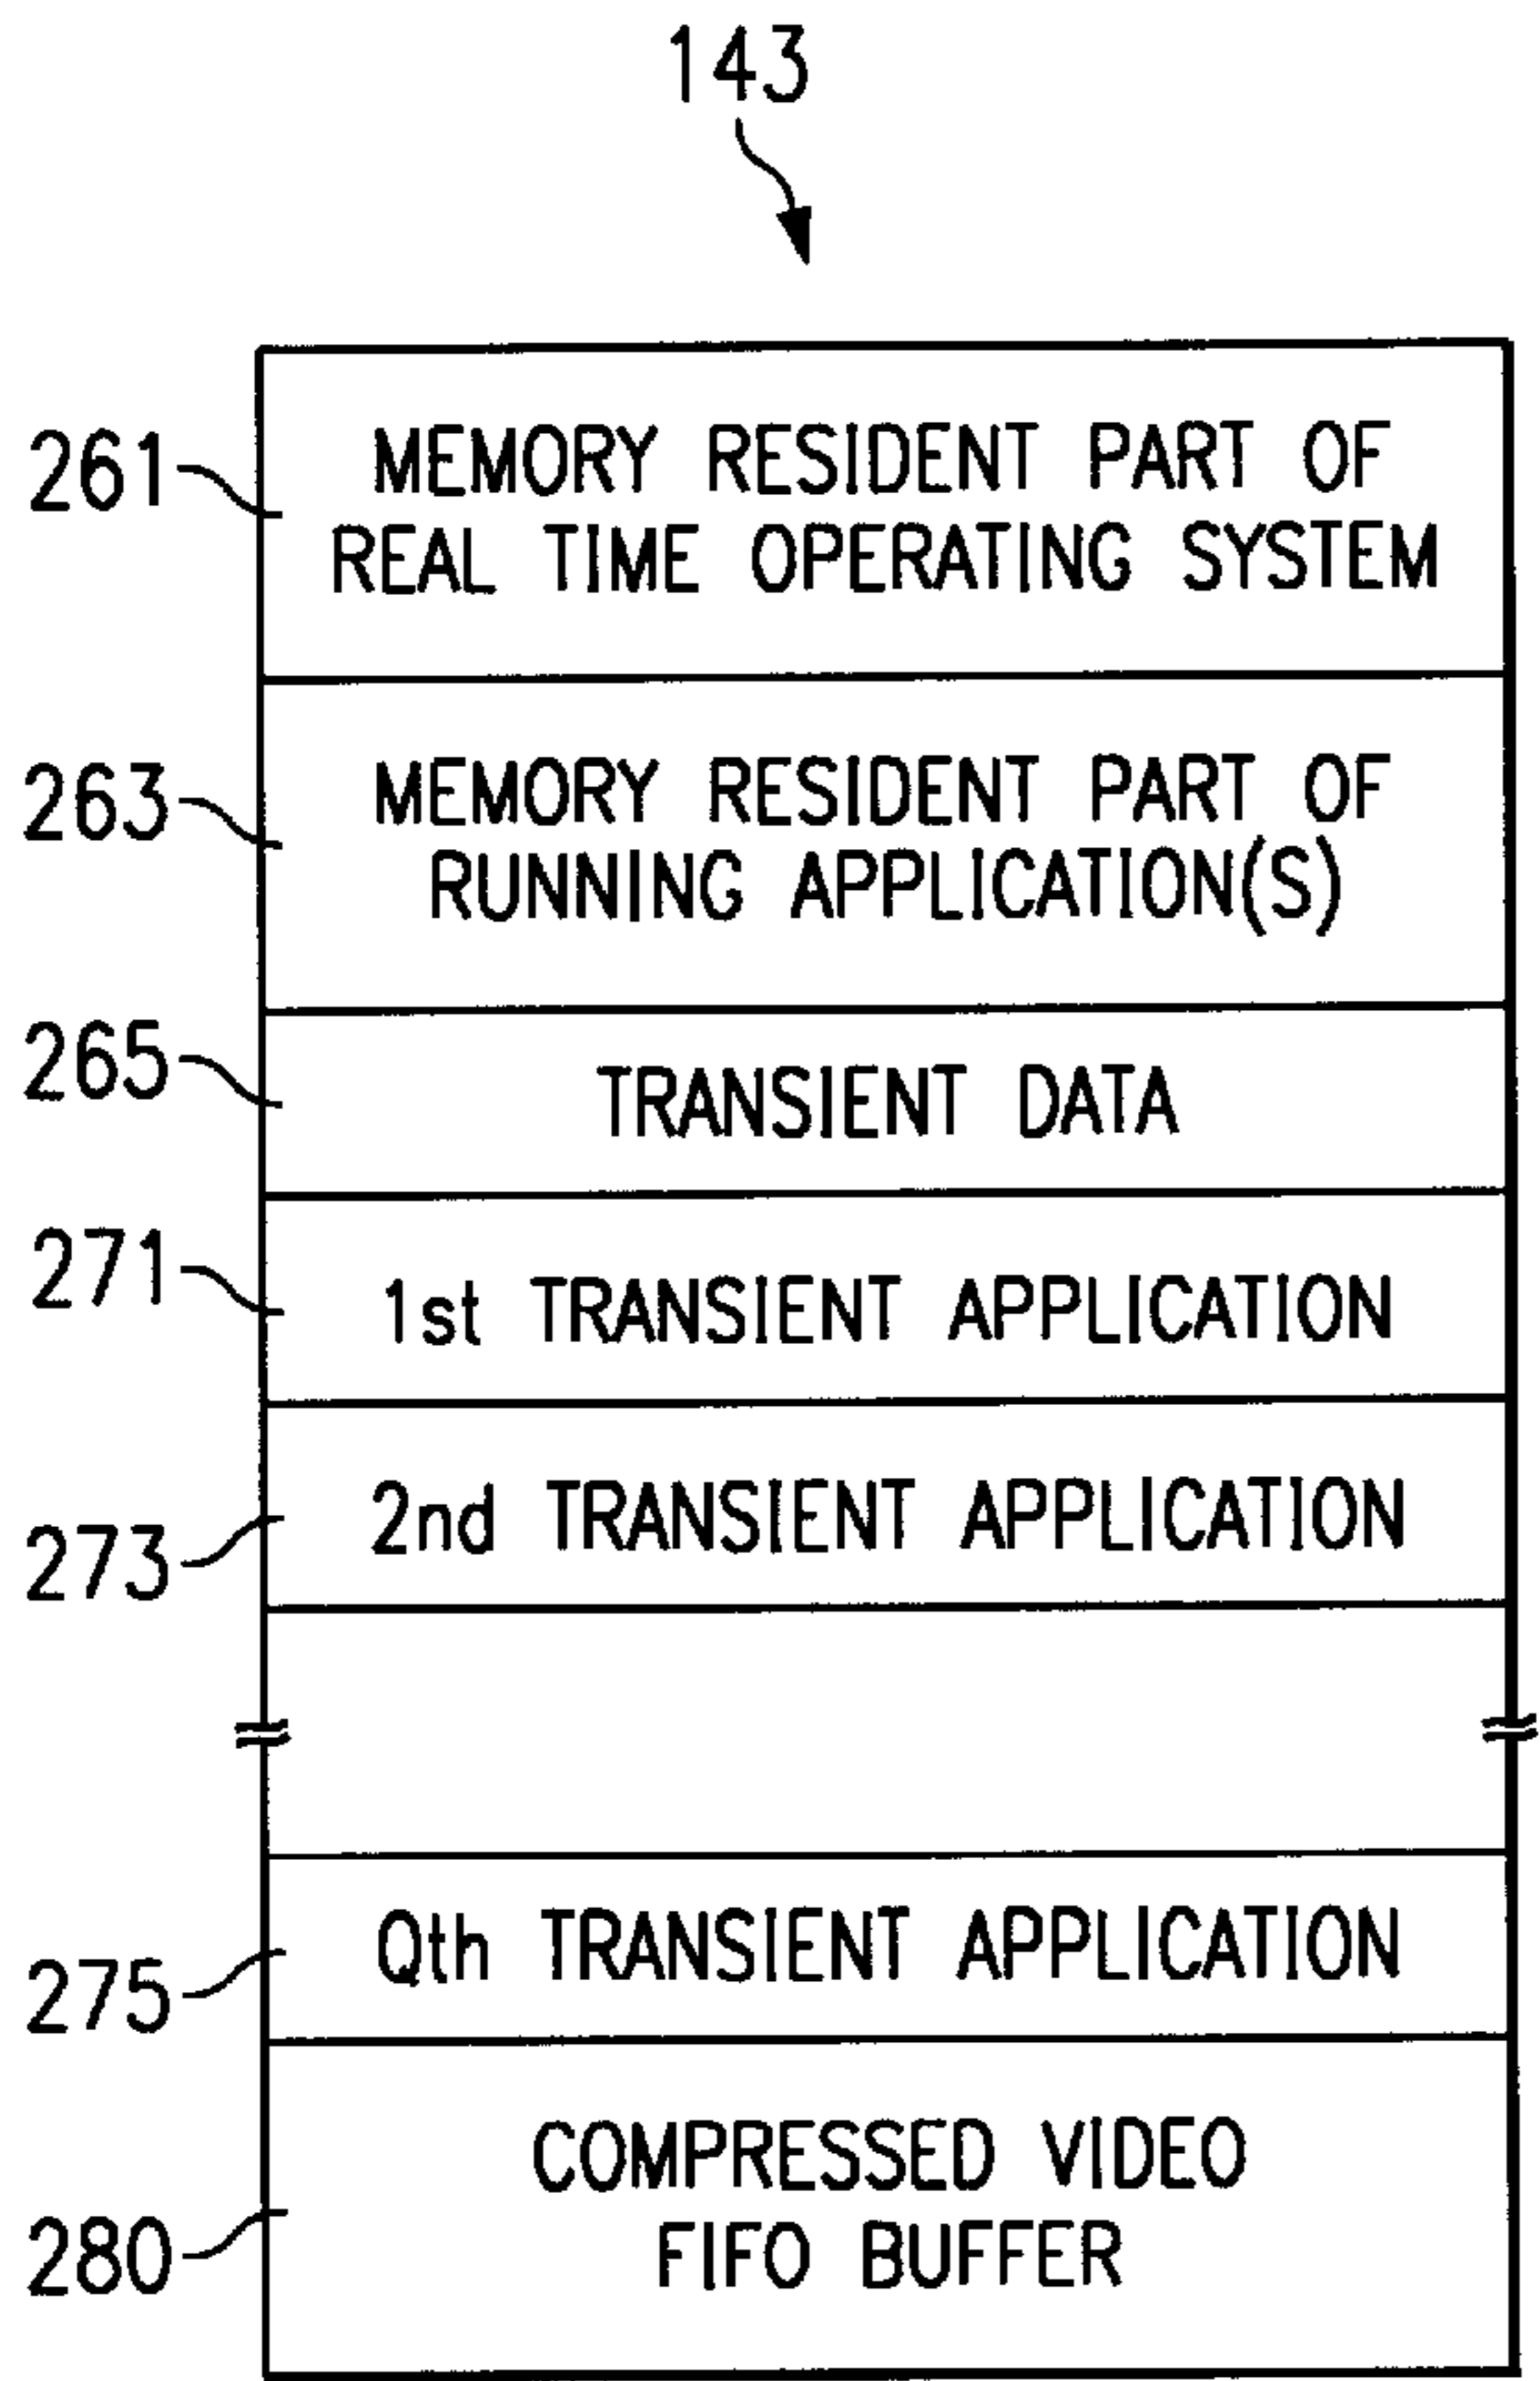 143
261
MEMORY RESIDENT PART OF
REAL TIME OPERATING SYSTEM
263
MEMORY RESIDENT PART OF
RUNNING APPLICATION(S)
265
TRANSIENT DATA
271
1st TRANSIENT APPLICATION
273
2nd TRANSIENT APPLICATION
275
Qth TRANSIENT APPLICATION
280
COMPRESSED VIDEO
FIFO BUFFER